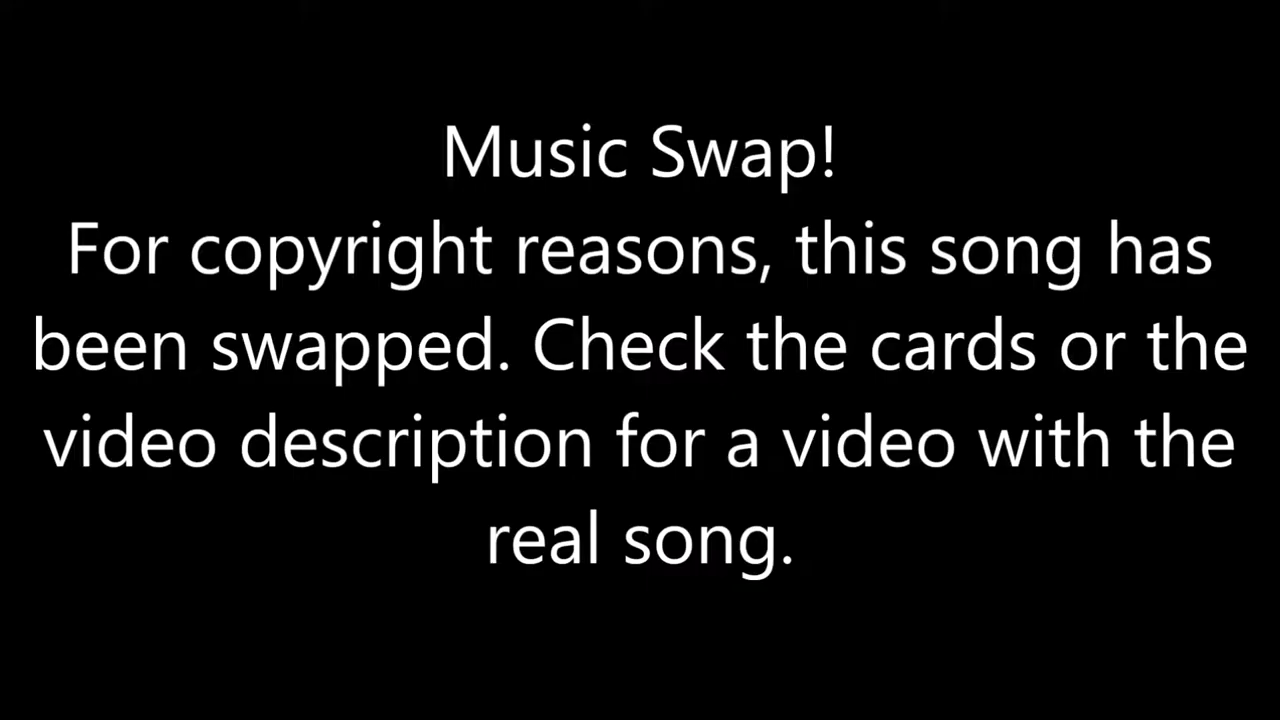 Music Swap!
For copyright reasons, this song has
been swapped. Check the cards or the
video description for a video with the
real song.